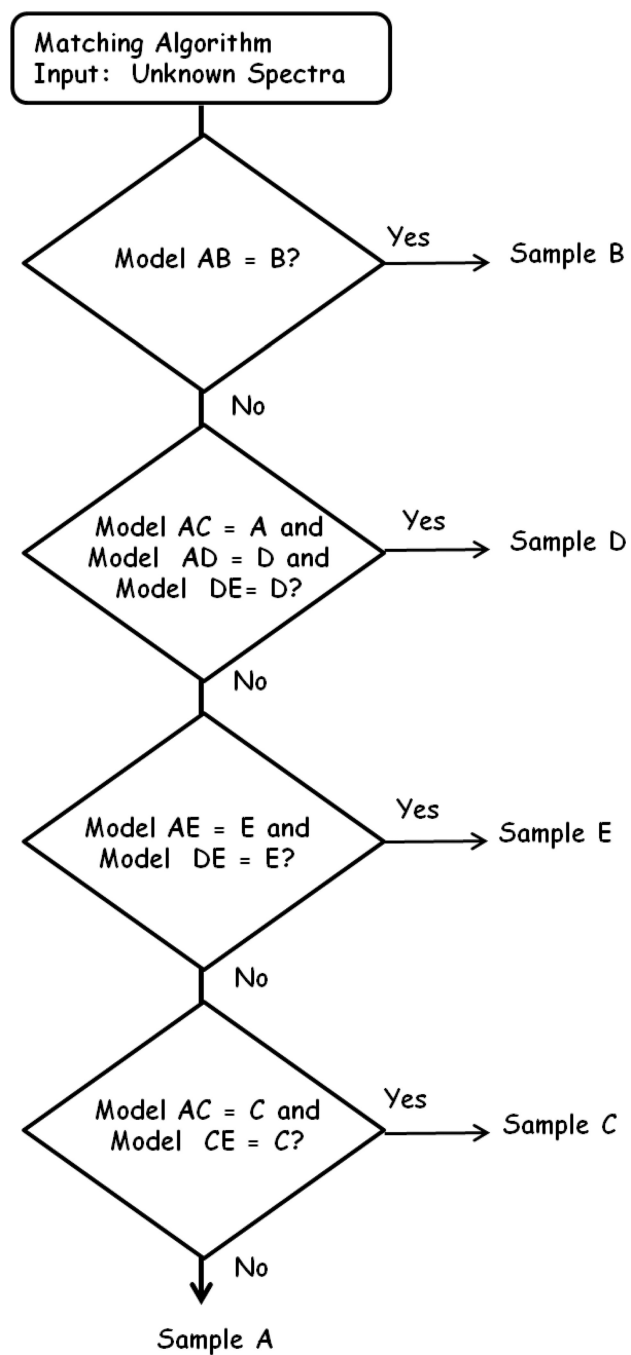 Matching Algorithm
Input: Unknown Spectra
Model AB = B?
Yes
Sample B
No
Model AC = A and
Model AD = D and
Model DE= D?
Yes
Sample D
No
Model AE = E and
Model DE = E?
Yes
Sample E
No
Model AC = C and
Model CE = C?
Yes
Sample C
No
Sample A